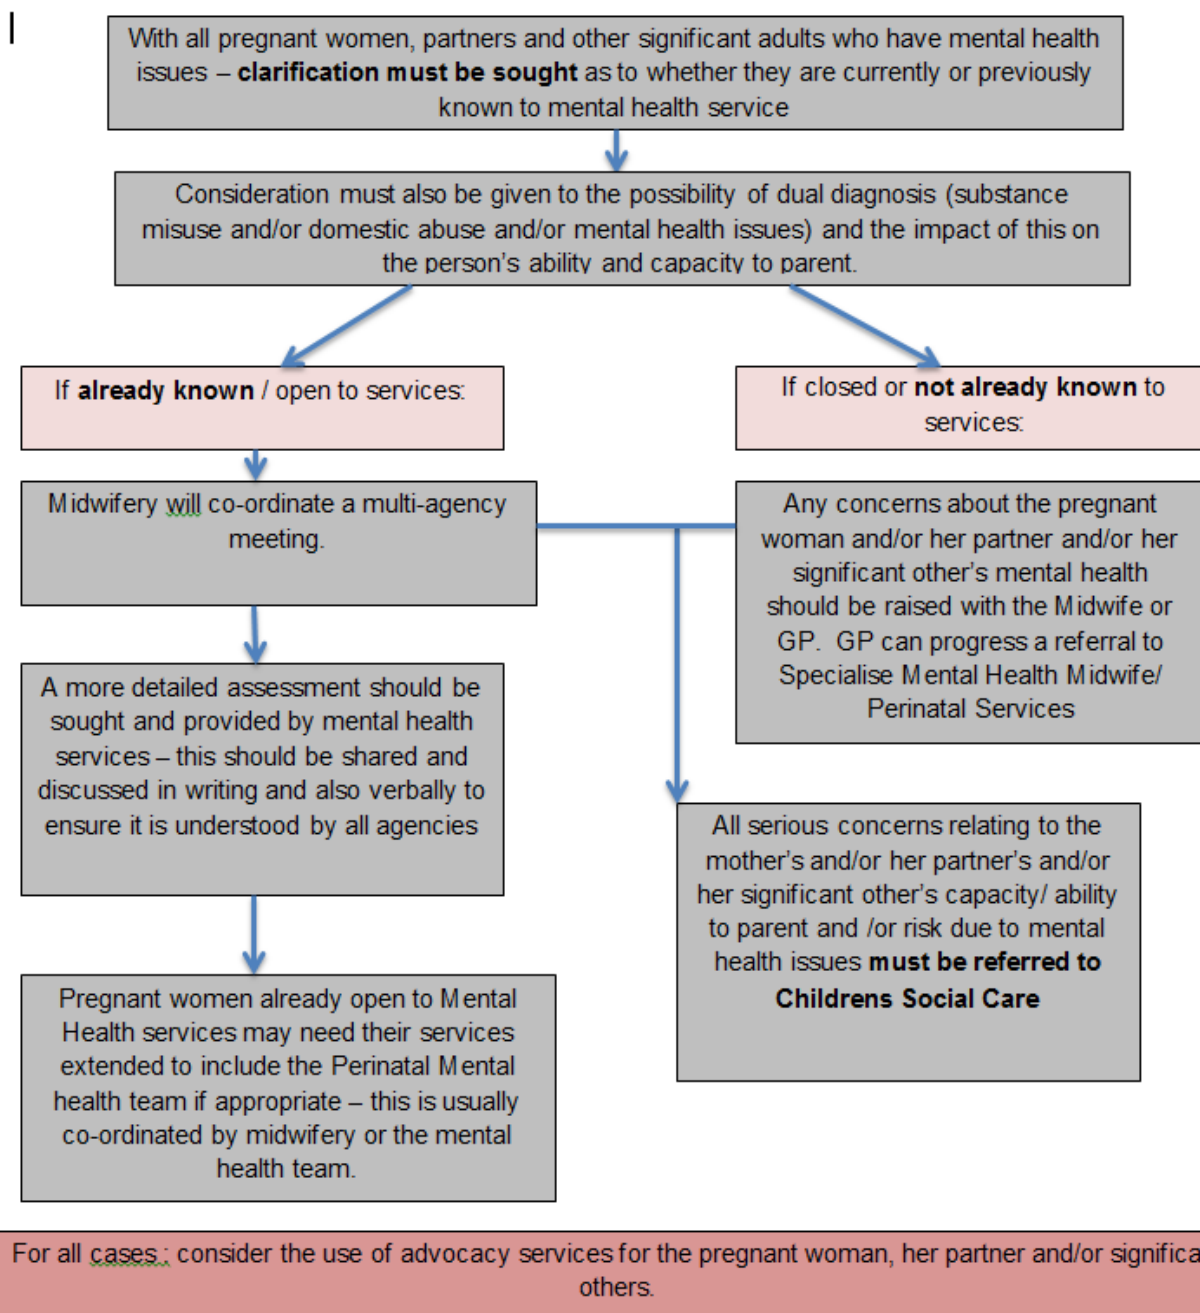 With all pregnant women, partners and other significant adults who have mental health
issues – clarification must be sought as to whether they are currently or previously
known to mental health service
Consideration must also be given to the possibility of dual diagnosis (substance
misuse and/or domestic abuse and/or mental health issues) and the impact of this on
the person's ability and capacity to parent.
If already known / open to services:
Midwifery will co-ordinate a multi-agency
meeting.
A more detailed assessment should be
sought and provided by mental health
services – this should be shared and
discussed in writing and also verbally to
ensure it is understood by all agencies
Pregnant women already open to Mental
Health services may need their services
extended to include the Perinatal Mental
health team if appropriate – this is usually
co-ordinated by midwifery or the mental
health team.
If closed or not already known to
services:
Any concerns about the pregnant
woman and/or her partner and/or her
significant other's mental health
should be raised with the Midwife or
GP.  GP can progress a referral to
Specialise Mental Health Midwife/
Perinatal Services
All serious concerns relating to the
mother's and/or her partner's and/or
her significant other's capacity/ ability
to parent and /or risk due to mental
health issues must be referred to
Childrens Social Care
For all cases ; consider the use of advocacy services for the pregnant woman, her partner and/or significa
others.